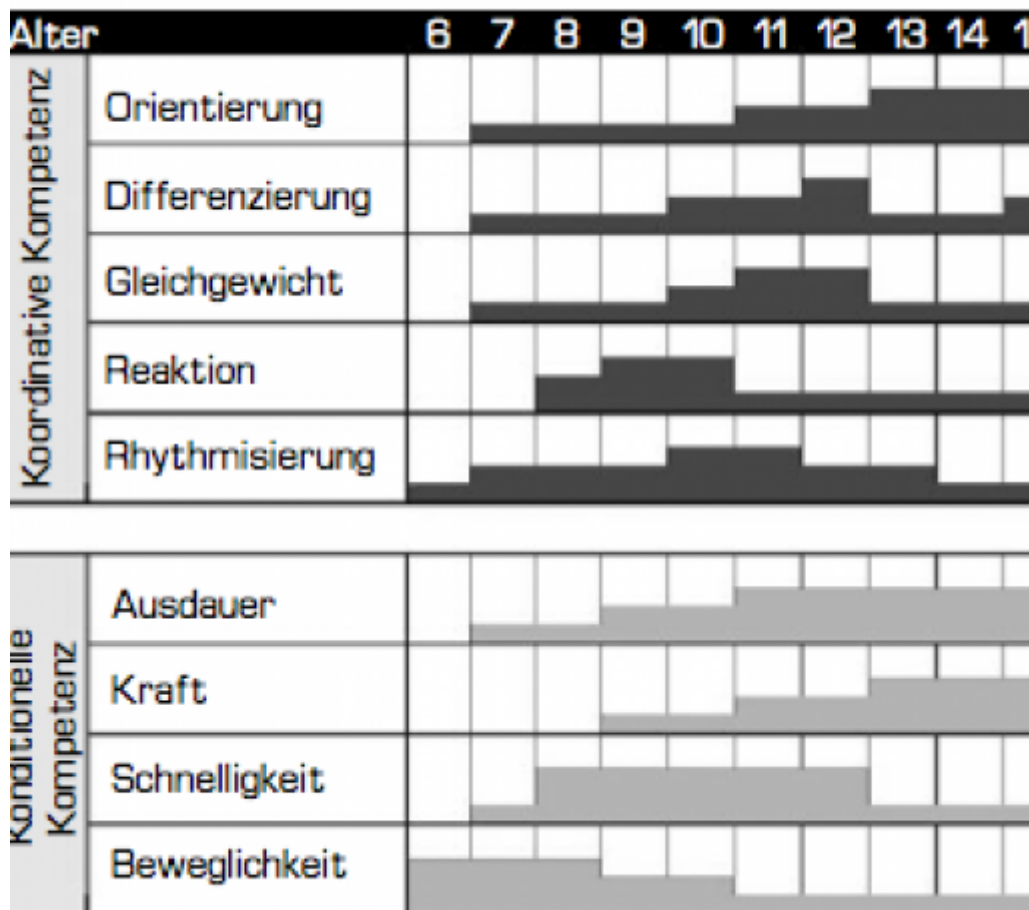 Alter 6 7 8 9 10 11 12 13 14 1
Koordinative Kompetenz
Orientierung
Differenzierung
Gleichgewicht
Reaktion
Rhythmisierung
Konditionelle
Kompetenz
Ausdauer
Kraft
Schnelligkeit
Beweglichkeit